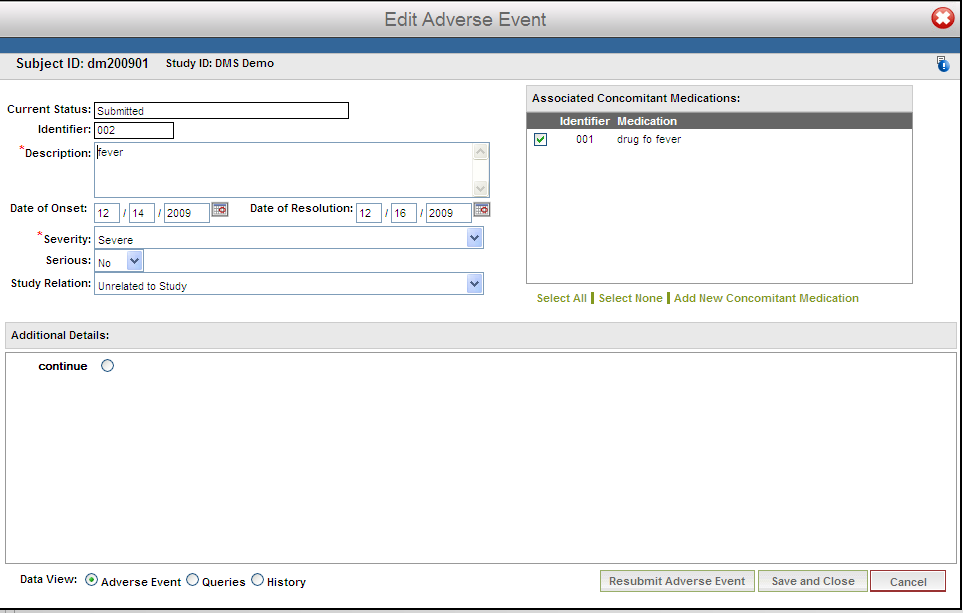 Edit Adverse Event
Subject ID: dm200901 Study ID: DMS Demo
Current Status: Submitted
Identifier: 002
*Description: fever
Date of Onset: 12 / 14 / 2009 Date of Resolution: 12 / 16 / 2009
*Severity: Severe
Serious: No
Study Relation: Unrelated to Study
Associated Concomitant Medications:
Identifier Medication
001 drug fo fever
Select All | Select None | Add New Concomitant Medication
Additional Details:
continue
Data View: Adverse Event Queries History
Resubmit Adverse Event Save and Close Cancel